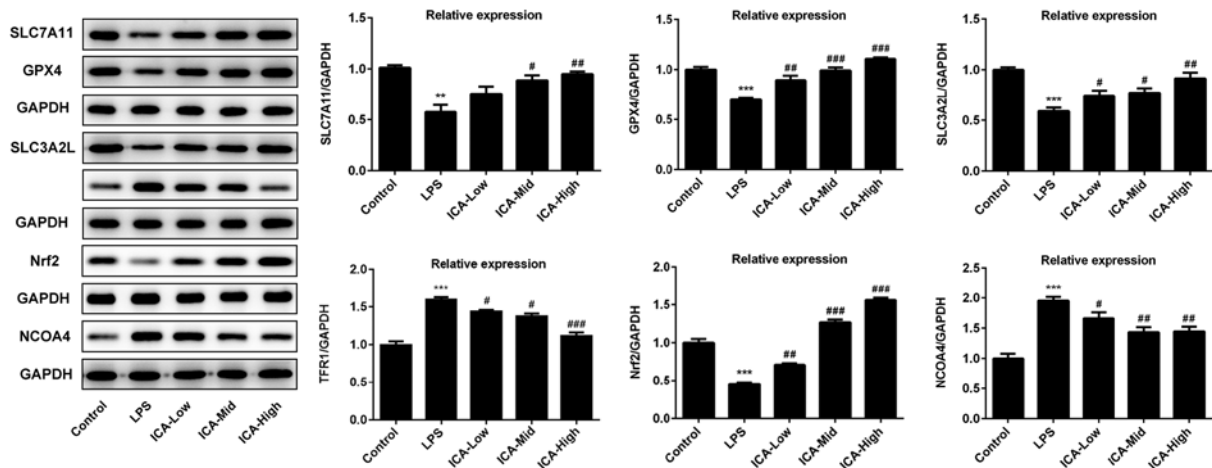 SLC7A11
GPX4
GAPDH
SLC3A2L
GAPDH
Nrf2
GAPDH
NCOA4
GAPDH
Control
LPS
ICA-Low
ICA-Mid
ICA-High
Relative expression
SLC7A11/GAPDH
1.5
1.0
0.5
0.0
**
#
##
Control
LPS
ICA-Low
ICA-Mid
ICA-High
Relative expression
GPX4/GAPDH
1.5
1.0
0.5
0.0
***
##
###
###
Control
LPS
ICA-Low
ICA-Mid
ICA-High
Relative expression
SLC3A2L/GAPDH
1.5
1.0
0.5
0.0
***
#
#
##
Control
LPS
ICA-Low
ICA-Mid
ICA-High
Relative expression
TFR1/GAPDH
2.0
1.5
1.0
0.5
0.0
***
#
#
###
Control
LPS
ICA-Low
ICA-Mid
ICA-High
Relative expression
Nrf2/GAPDH
2.0
1.5
1.0
0.5
0.0
***
##
###
###
Control
LPS
ICA-Low
ICA-Mid
ICA-High
Relative expression
NCOA4/GAPDH
2.5
2.0
1.5
1.0
0.5
0.0
***
#
##
##
Control
LPS
ICA-Low
ICA-Mid
ICA-High